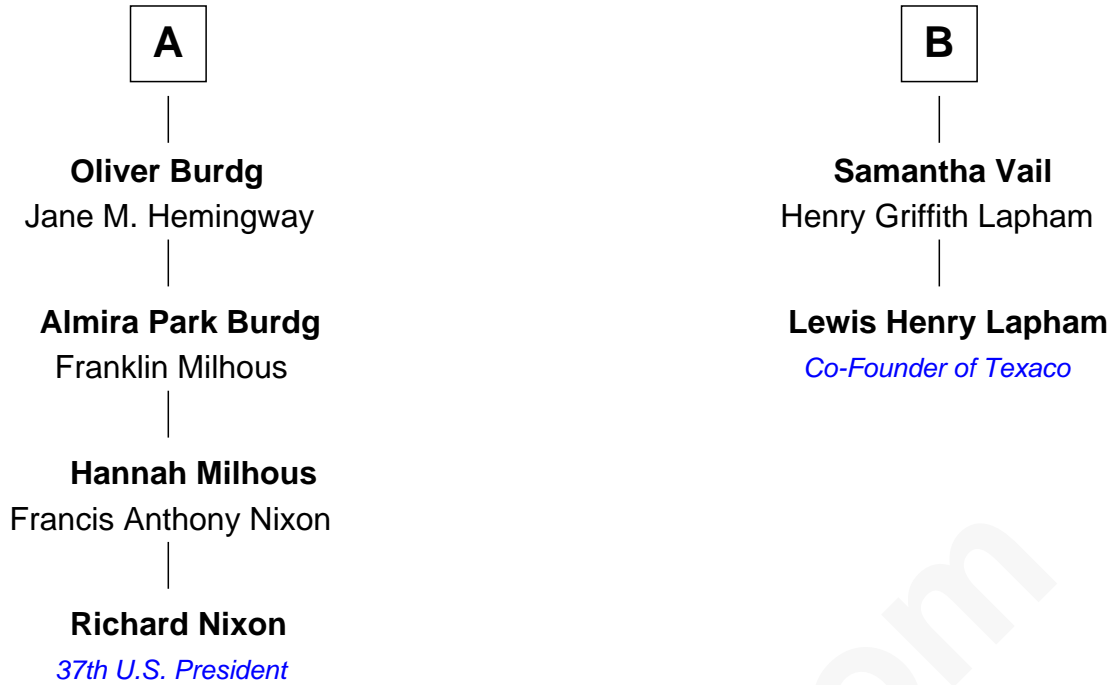 A
Oliver Burdg
Jane M. Hemingway
Almira Park Burdg
Franklin Milhous
Hannah Milhous
Francis Anthony Nixon
Richard Nixon
37th U.S. President
B
Samantha Vail
Henry Griffith Lapham
Lewis Henry Lapham
Co-Founder of Texaco
om